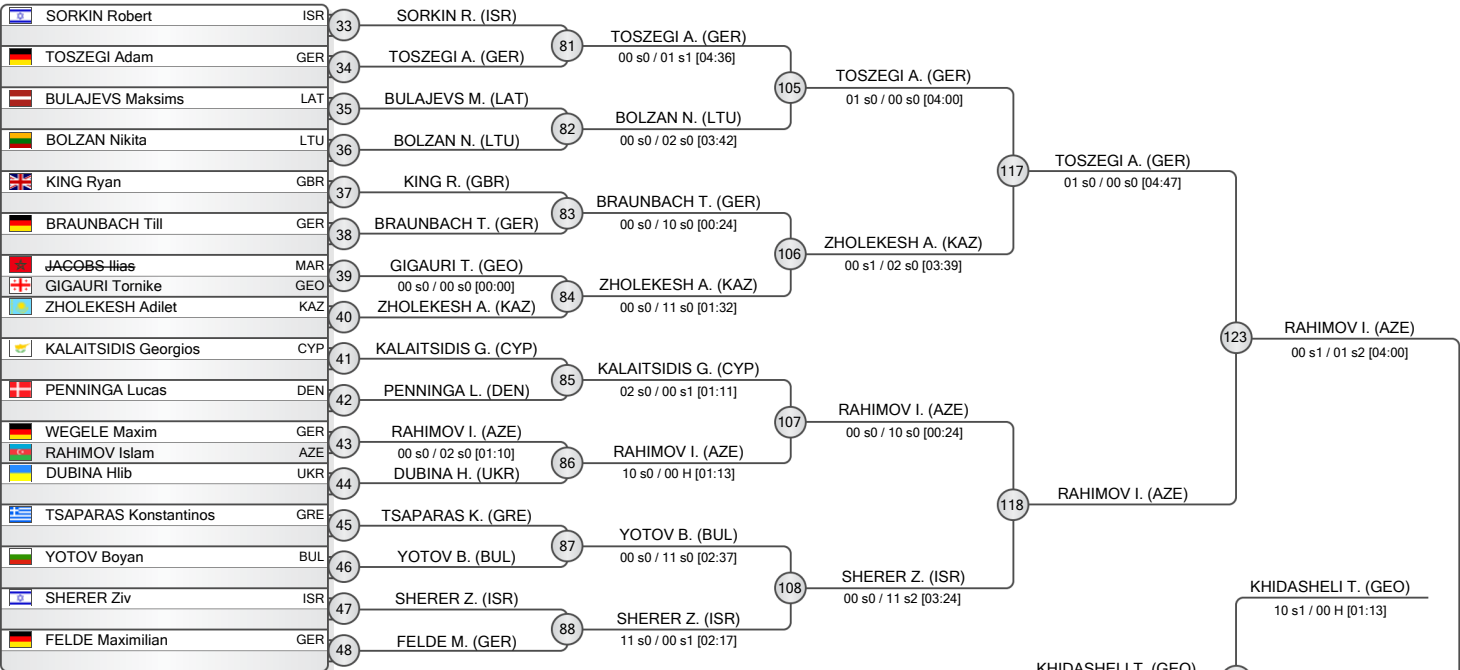 SORKIN Robert ISR
TOSZEGI Adam GER
BULAJEVS Maksims LAT
BOLZAN Nikita LTU
KING Ryan GBR
BRAUNBACH Till GER
JACOBS Ilias MAR
GIGAURI Tornike GEO
ZHOLEKESH Adilet KAZ
KALAITSIDIS Georgios CYP
PENNINGA Lucas DEN
WEGELE Maxim GER
RAHIMOV Islam AZE
DUBINA Hlib UKR
TSAPARAS Konstantinos GRE
YOTOV Boyan BUL
SHERER Ziv ISR
FELDE Maximilian GER
33
34
35
36
37
38
39
40
41
42
43
44
45
46
47
48
SORKIN R. (ISR)
TOSZEGI A. (GER)
BULAJEVS M. (LAT)
BOLZAN N. (LTU)
KING R. (GBR)
BRAUNBACH T. (GER)
GIGAURI T. (GEO)
00 s0 / 00 s0 [00:00]
ZHOLEKESH A. (KAZ)
KALAITSIDIS G. (CYP)
PENNINGA L. (DEN)
RAHIMOV I. (AZE)
00 s0 / 02 s0 [01:10]
DUBINA H. (UKR)
TSAPARAS K. (GRE)
YOTOV B. (BUL)
SHERER Z. (ISR)
FELDE M. (GER)
81
82
83
84
85
86
87
88
TOSZEGI A. (GER)
00 s0 / 01 s1 [04:36]
BOLZAN N. (LTU)
00 s0 / 02 s0 [03:42]
BRAUNBACH T. (GER)
00 s0 / 10 s0 [00:24]
ZHOLEKESH A. (KAZ)
00 s0 / 11 s0 [01:32]
KALAITSIDIS G. (CYP)
02 s0 / 00 s1 [01:11]
RAHIMOV I. (AZE)
10 s0 / 00 H [01:13]
YOTOV B. (BUL)
00 s0 / 11 s0 [02:37]
SHERER Z. (ISR)
11 s0 / 00 s1 [02:17]
105
106
107
108
TOSZEGI A. (GER)
01 s0 / 00 s0 [04:00]
ZHOLEKESH A. (KAZ)
00 s1 / 02 s0 [03:39]
RAHIMOV I. (AZE)
00 s0 / 10 s0 [00:24]
SHERER Z. (ISR)
00 s0 / 11 s2 [03:24]
117
118
TOSZEGI A. (GER)
01 s0 / 00 s0 [04:47]
RAHIMOV I. (AZE)
123
RAHIMOV I. (AZE)
00 s1 / 01 s2 [04:00]
KHIDASHELI T. (GEO)
10 s1 / 00 H [01:13]
KHIDASHELI T. (GEO)